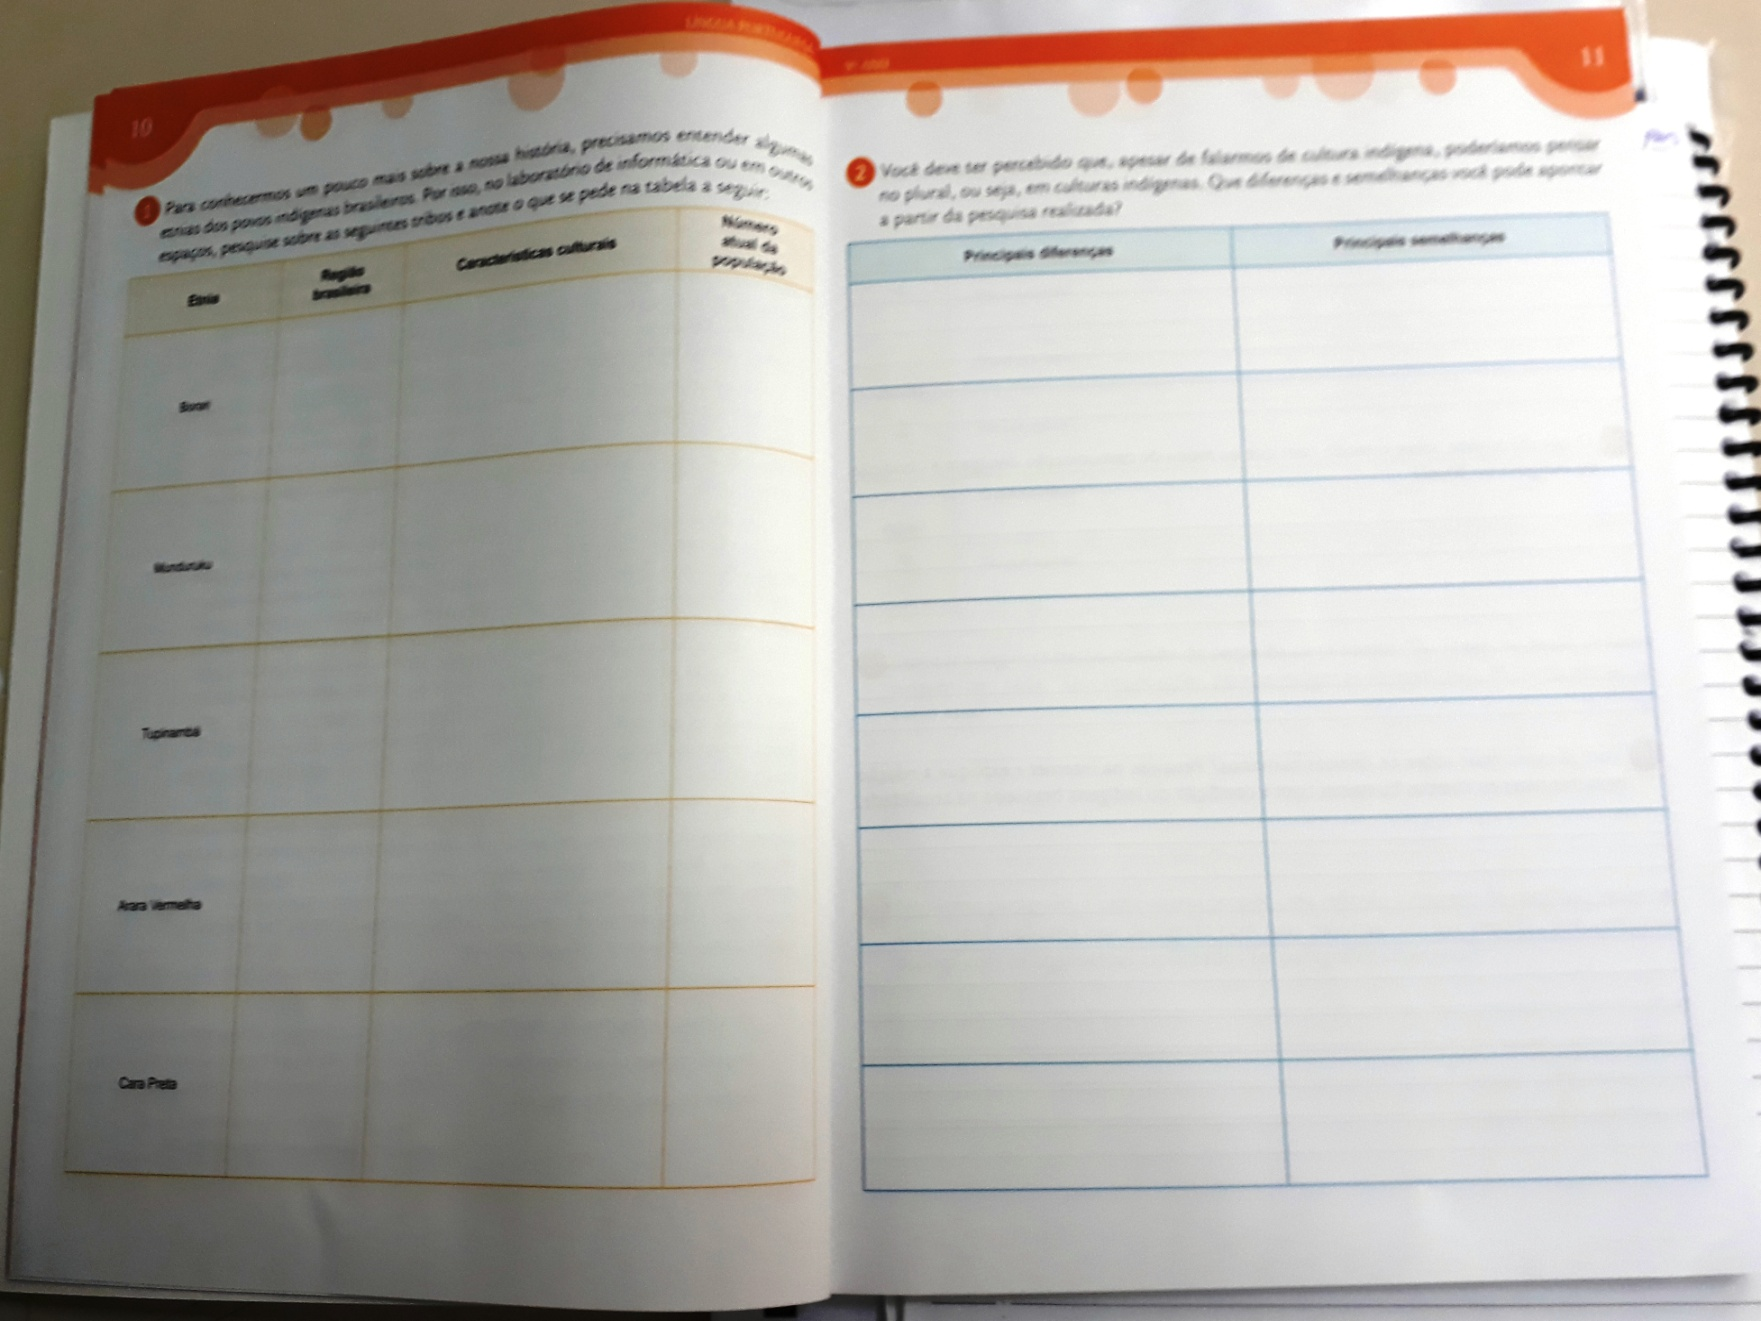 LÍNGUA PORTUGUESA
10
1 Para conhecermos um pouco mais sobre a nossa história, precisamos entender algumas
etnias dos povos indígenas brasileiros. Por isso, no laboratório de informática ou em outros
espaços, pesquise sobre as seguintes tribos e anote o que se pede na tabela a seguir:
Etnia
Região
brasileira
Características culturais
Número
atual da
população
Borari
Munduruku
Tupinambá
Arara Vermelha
Cara Preta
11
2 Você deve ter percebido que, apesar de falarmos de cultura indígena, poderíamos pensar
no plural, ou seja, em culturas indígenas. Que diferenças e semelhanças você pode apontar
a partir da pesquisa realizada?
Principais diferenças
Principais semelhanças